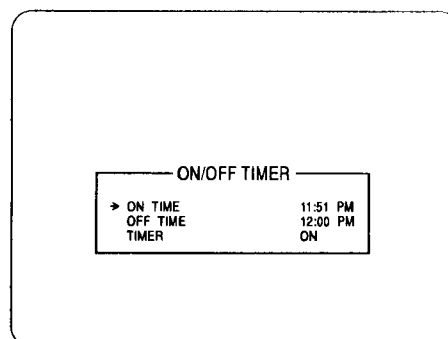 ON/OFF TIMER
→ ON TIME 11:51 PM
OFF TIME 12:00 PM
TIMER ON